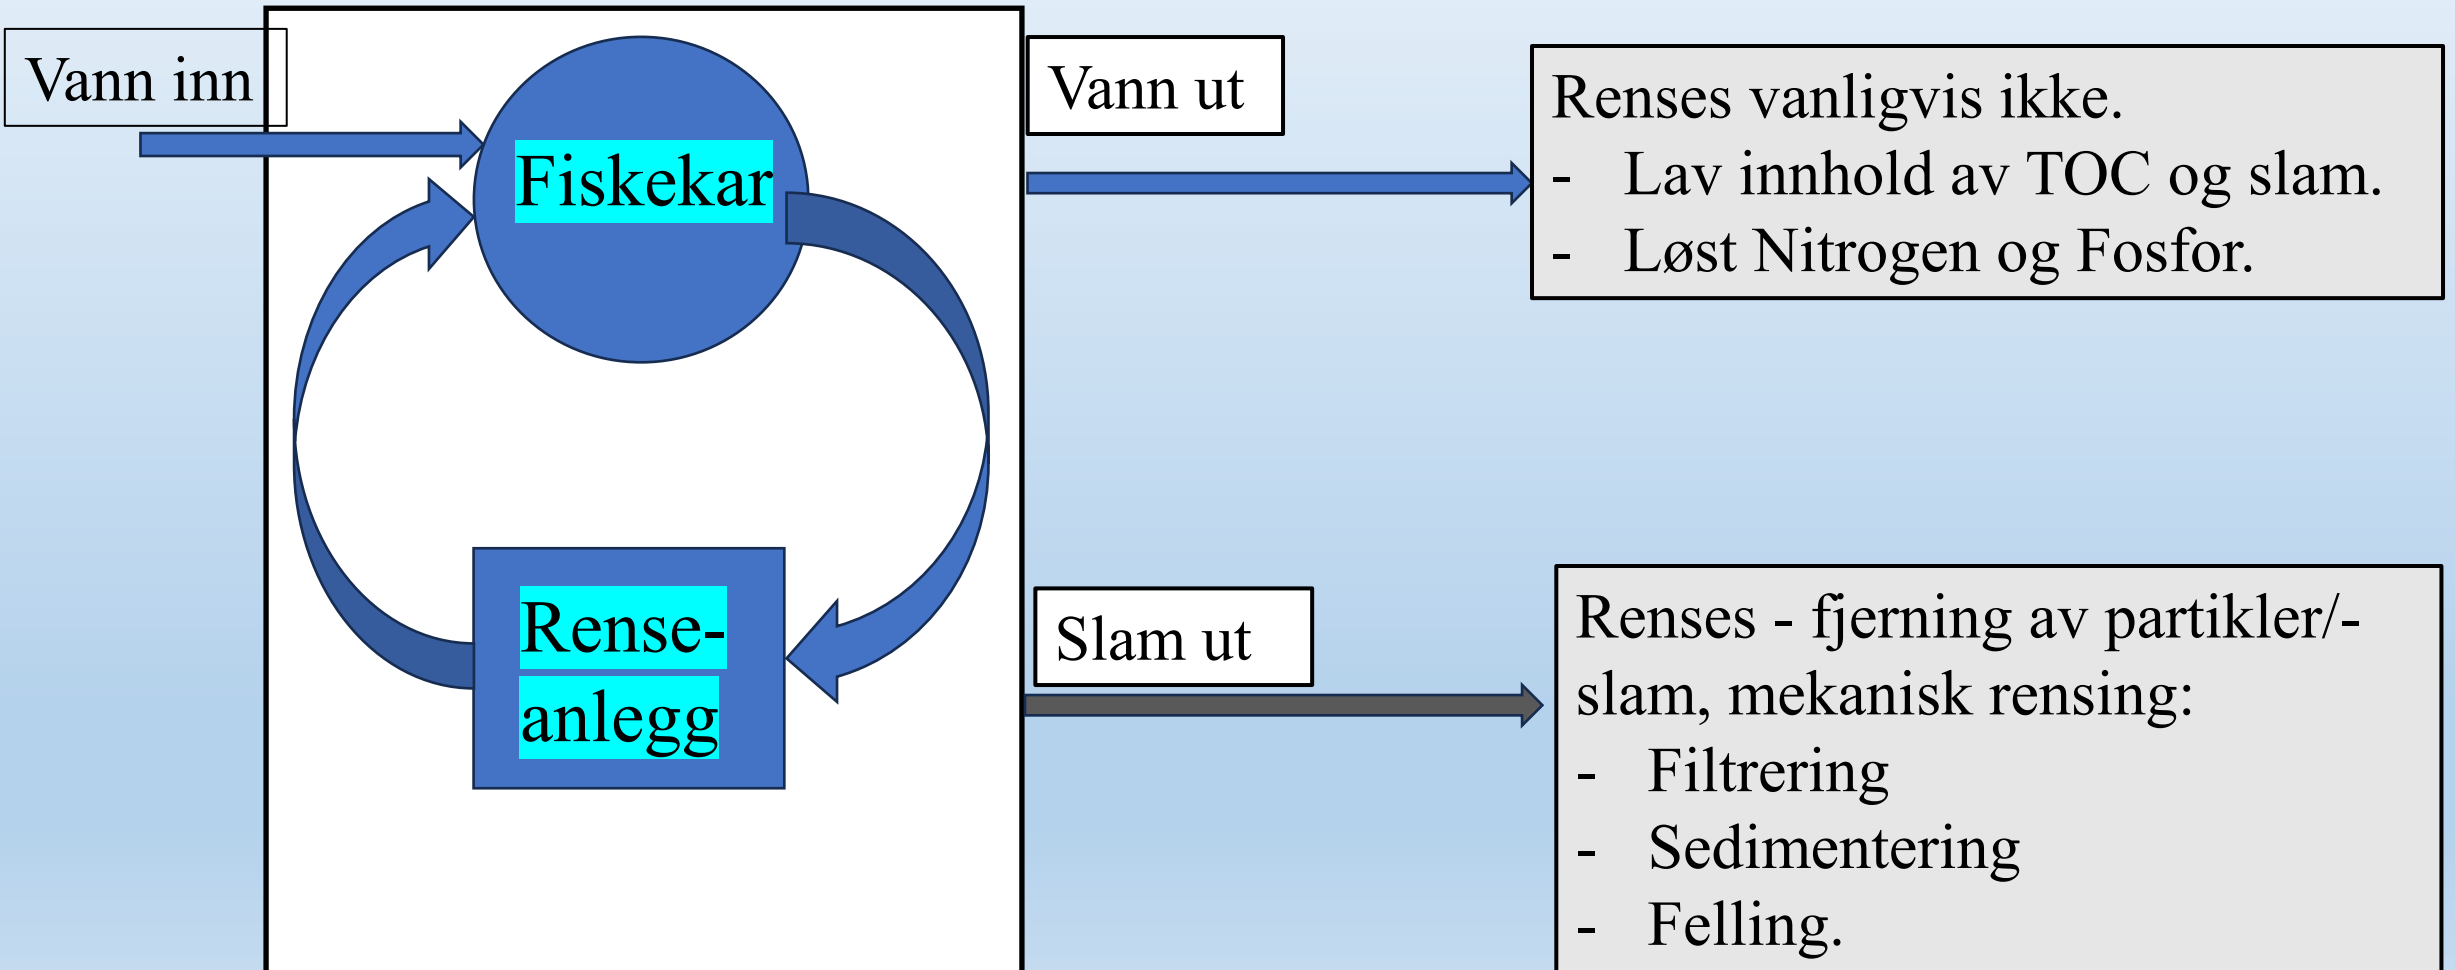 Vann inn
Fiskekar
Rense-
anlegg
Vann ut
Renses vanligvis ikke.
- Lav innhold av TOC og slam.
- Løst Nitrogen og Fosfor.
Slam ut
Renses - fjerning av partikler/-
slam, mekanisk rensing:
- Filtrering
- Sedimentering
- Felling.